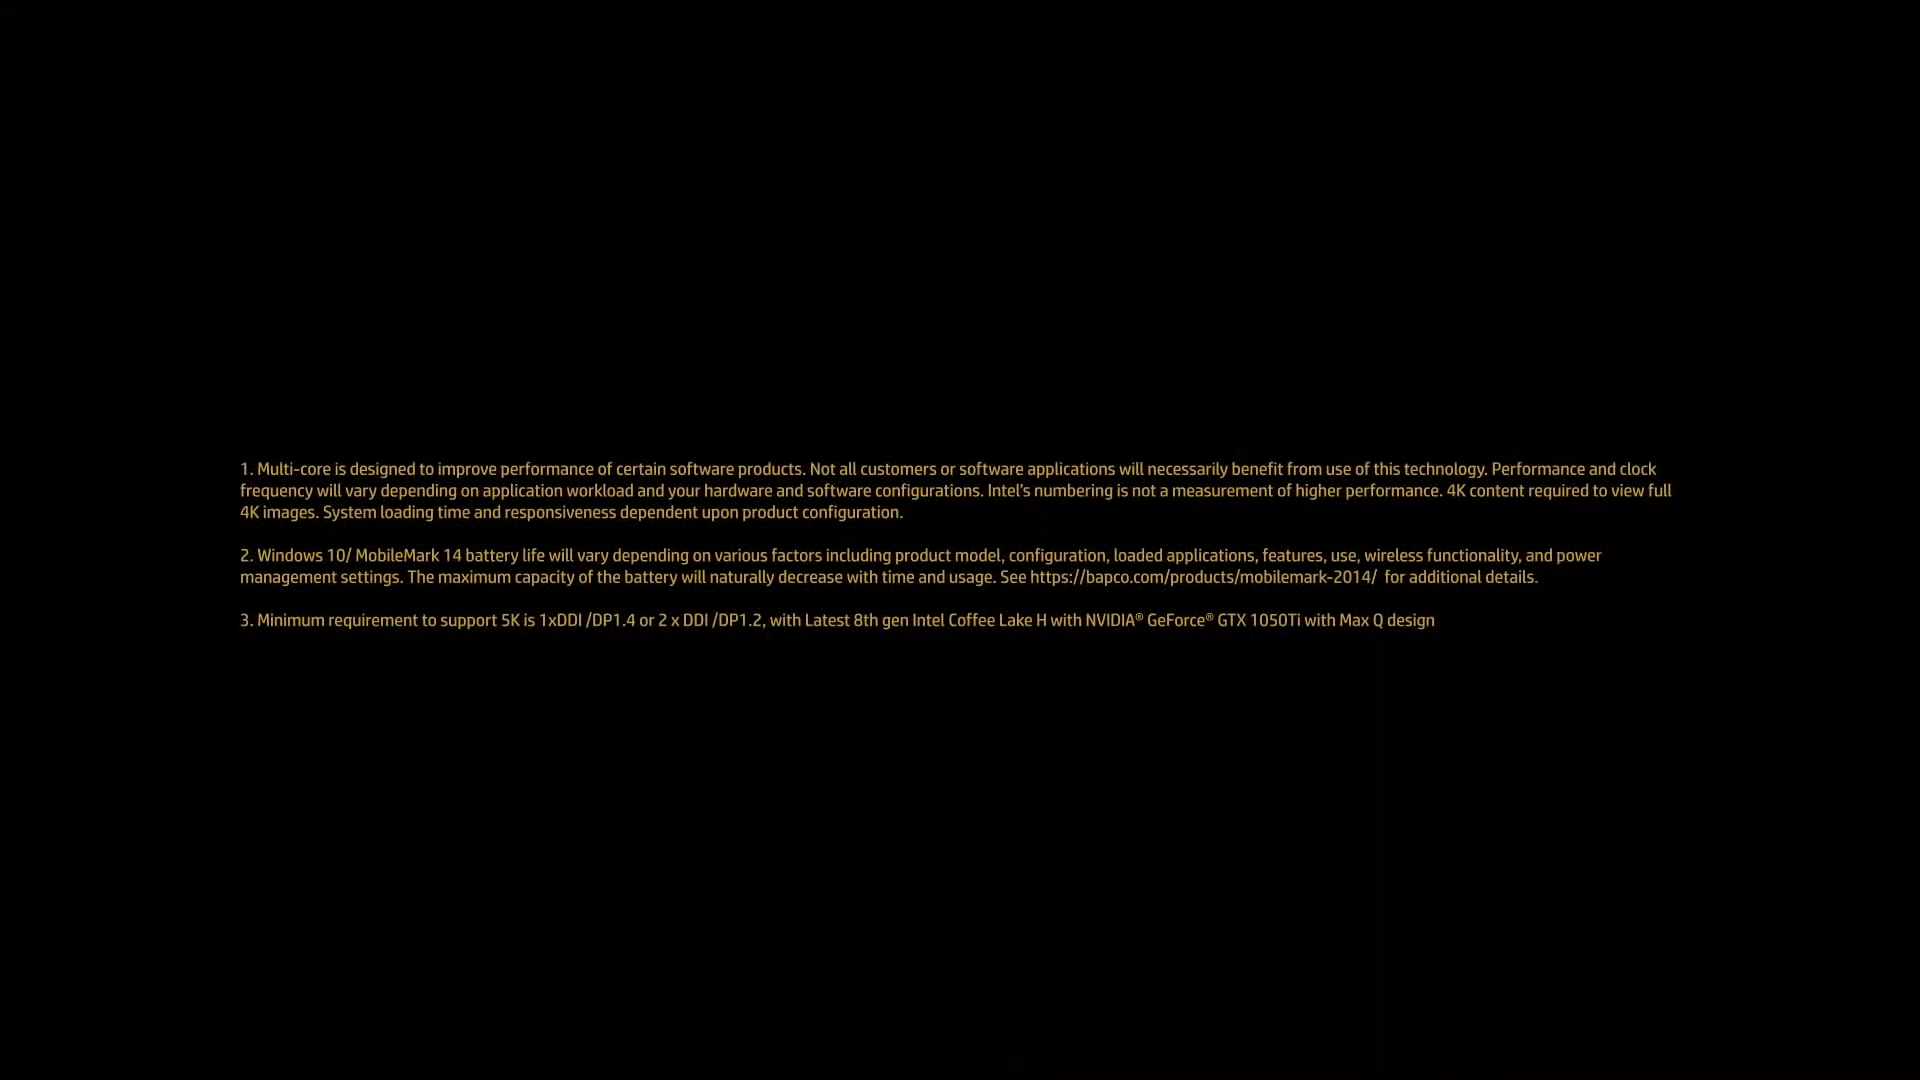 1. Multi-core is designed to improve performance of certain software products. Not all customers or software applications will necessarily benefit from use of this technology. Performance and clock
frequency will vary depending on application workload and your hardware and software configurations. Intel's numbering is not a measurement of higher performance. 4K content required to view full
4K images. System loading time and responsiveness dependent upon product configuration.
2. Windows 10/ MobileMark 14 battery life will vary depending on various factors including product model, configuration, loaded applications, features, use, wireless functionality, and power
management settings. The maximum capacity of the battery will naturally decrease with time and usage. See https://bapco.com/products/mobilemark-2014/  for additional details.
3. Minimum requirement to support 5K is 1xDDI /DP1.4 or 2 x DDI /DP1.2, with Latest 8th gen Intel Coffee Lake H with NVIDIA® GeForce® GTX 1050Ti with Max Q design